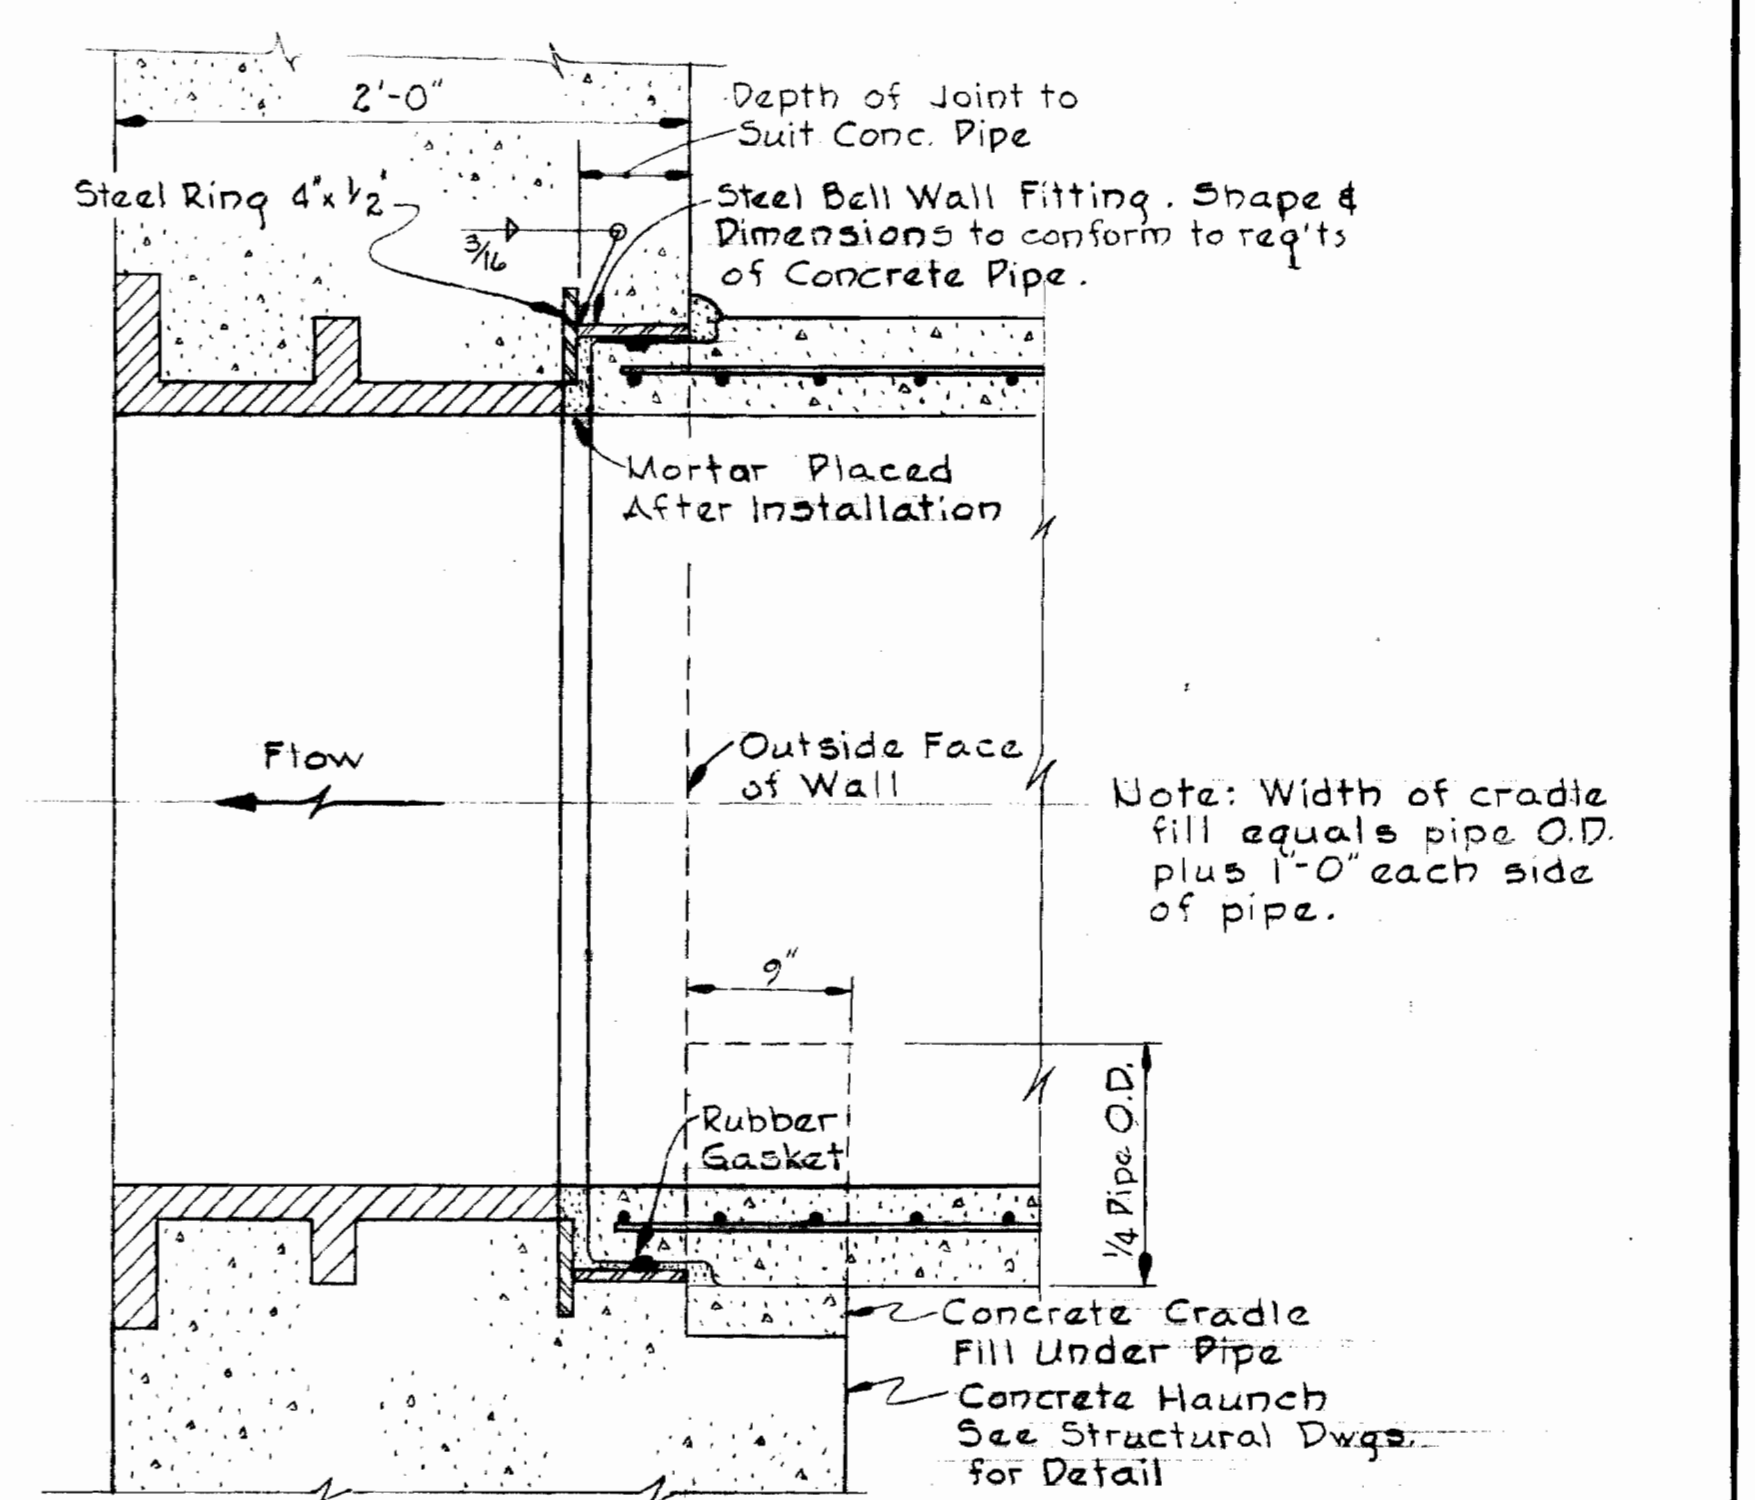 2'-0"
Depth of Joint to
Suit Conc. Pipe
Steel Ring 4"x 1/2"
Steel Bell Wall Fitting. Shape &
Dimensions to conform to req'ts
of Concrete Pipe.
3/16
Mortar Placed
After Installation
Flow
Outside Face
of Wall
Note: Width of cradle
fill equals pipe O.D.
plus 1'-0" each side
of pipe.
9"
Rubber
Gasket
1/4 Pipe O.D.
Concrete Cradle
Fill Under Pipe
Concrete Haunch
See Structural Dwgs.
for Detail